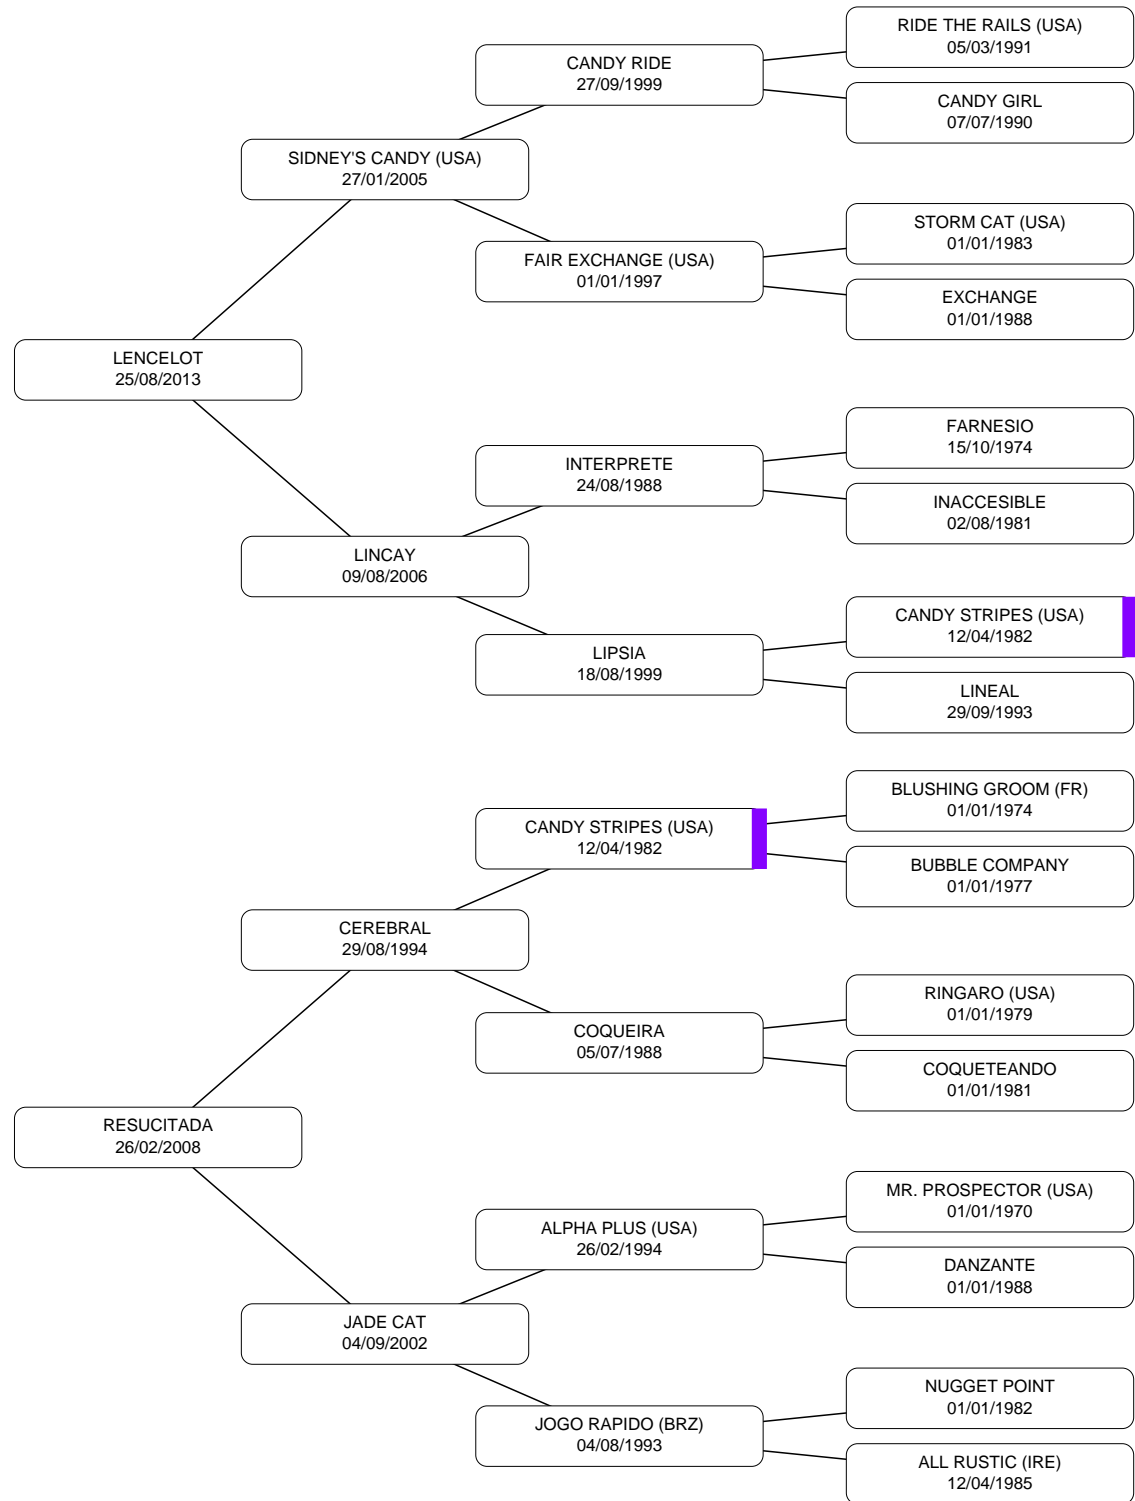 RIDE THE RAILS (USA)
05/03/1991
CANDY RIDE
27/09/1999
CANDY GIRL
07/07/1990
SIDNEY'S CANDY (USA)
27/01/2005
STORM CAT (USA)
01/01/1983
FAIR EXCHANGE (USA)
01/01/1997
EXCHANGE
01/01/1988
LENCELOT
25/08/2013
FARNESIO
15/10/1974
INTERPRETE
24/08/1988
INACCESIBLE
02/08/1981
LINCAY
09/08/2006
CANDY STRIPES (USA)
12/04/1982
LIPSIA
18/08/1999
LINEAL
29/09/1993
BLUSHING GROOM (FR)
01/01/1974
CANDY STRIPES (USA)
12/04/1982
BUBBLE COMPANY
01/01/1977
CEREBRAL
29/08/1994
RINGARO (USA)
01/01/1979
COQUEIRA
05/07/1988
COQUETEANDO
01/01/1981
RESUCITADA
26/02/2008
MR. PROSPECTOR (USA)
01/01/1970
ALPHA PLUS (USA)
26/02/1994
DANZANTE
01/01/1988
JADE CAT
04/09/2002
NUGGET POINT
01/01/1982
JOGO RAPIDO (BRZ)
04/08/1993
ALL RUSTIC (IRE)
12/04/1985